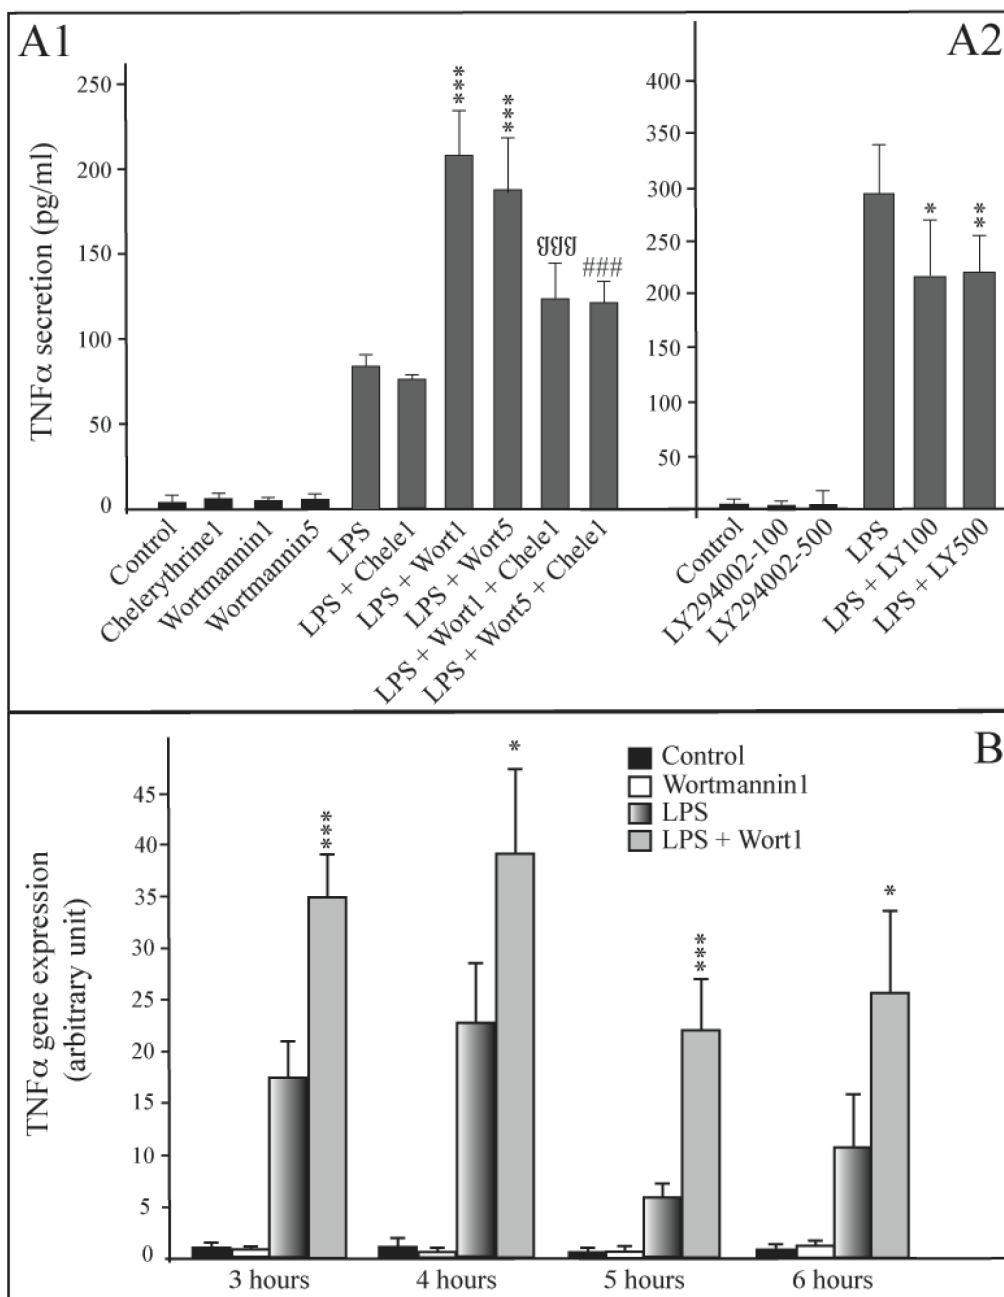 A1
TNFα secretion (pg/ml)
250
200
150
100
50
0
***
***
ƍƍƍ
###
Control
Chelerythrine1
Wortmannin1
Wortmannin5
LPS
LPS + Chele1
LPS + Wort1
LPS + Wort5
LPS + Wort1 + Chele1
LPS + Wort5 + Chele1
A2
400
350
300
250
200
150
100
50
*
**
Control
LY294002-100
LY294002-500
LPS
LPS + LY100
LPS + LY500
B
TNFα gene expression
(arbitrary unit)
45
40
35
30
25
20
15
10
5
0
***
*
***
*
Control
Wortmannin1
LPS
LPS + Wort1
3 hours
4 hours
5 hours
6 hours